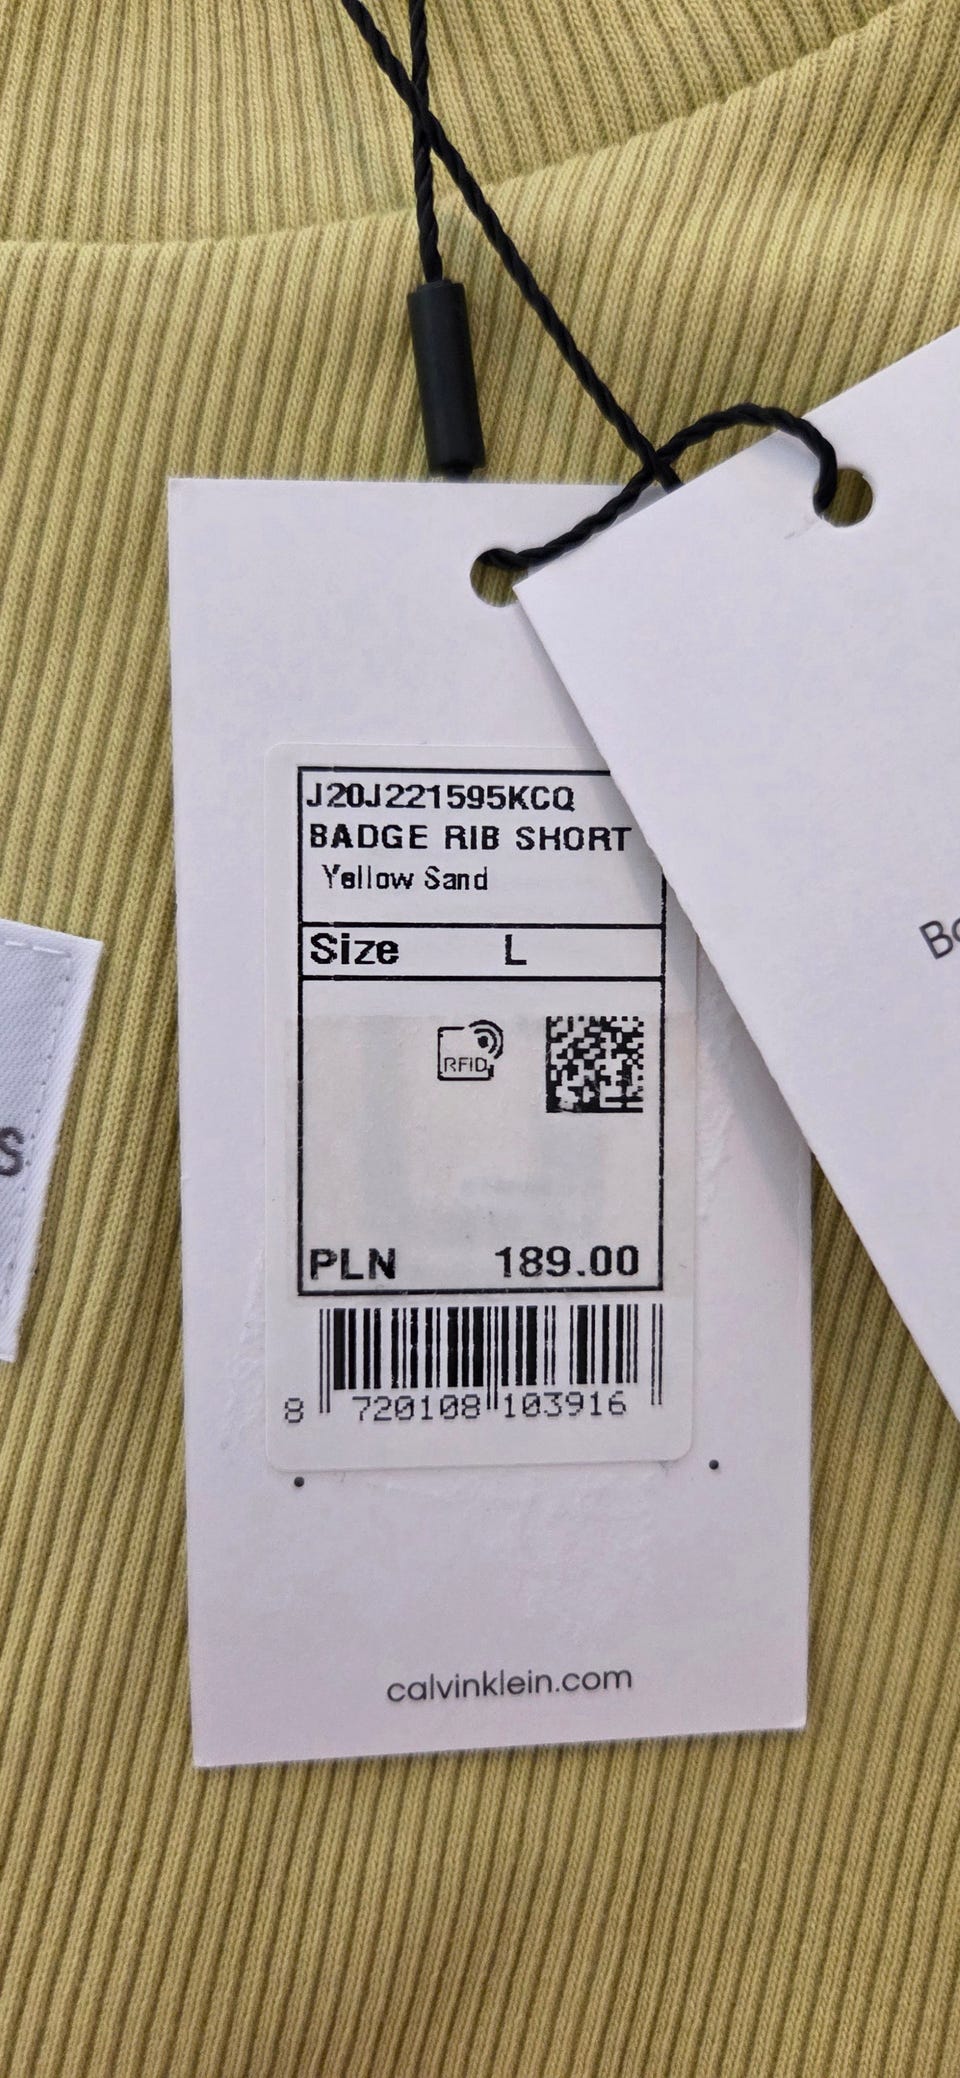 J20J221595KCQ
BADGE RIB SHORT
Yellow Sand
Size L
RFID
PLN 189.00
8 720108 103916
calvinklein.com